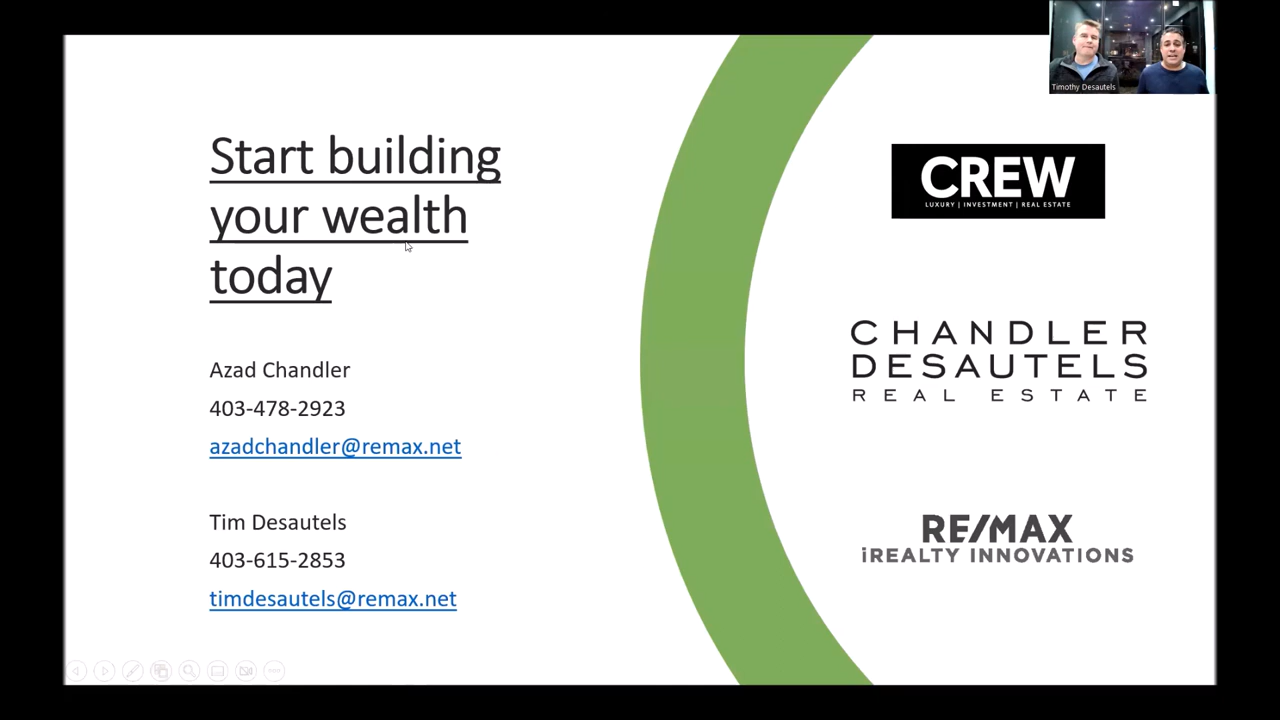 Timothy Desautels
Start building
your wealth
today
Azad Chandler
403-478-2923
azadchandler@remax.net
Tim Desautels
403-615-2853
timdesautels@remax.net
CREW
LUXURY | INVESTMENT | REAL ESTATE
CHANDLER
DESAUTELS
REAL ESTATE
RE/MAX
iREALTY INNOVATIONS